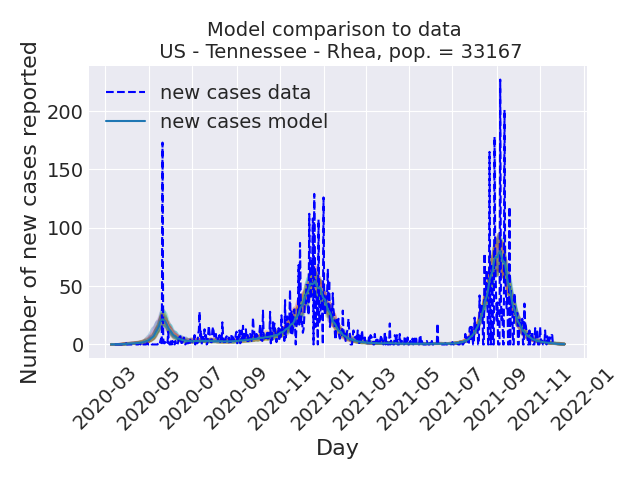 Model comparison to data
US - Tennessee - Rhea, pop. = 33167
new cases data
new cases model
Number of new cases reported
200
150
100
50
0
2020-03
2020-05
2020-07
2020-09
2020-11
2021-01
2021-03
2021-05
2021-07
2021-09
2021-11
2022-01
Day